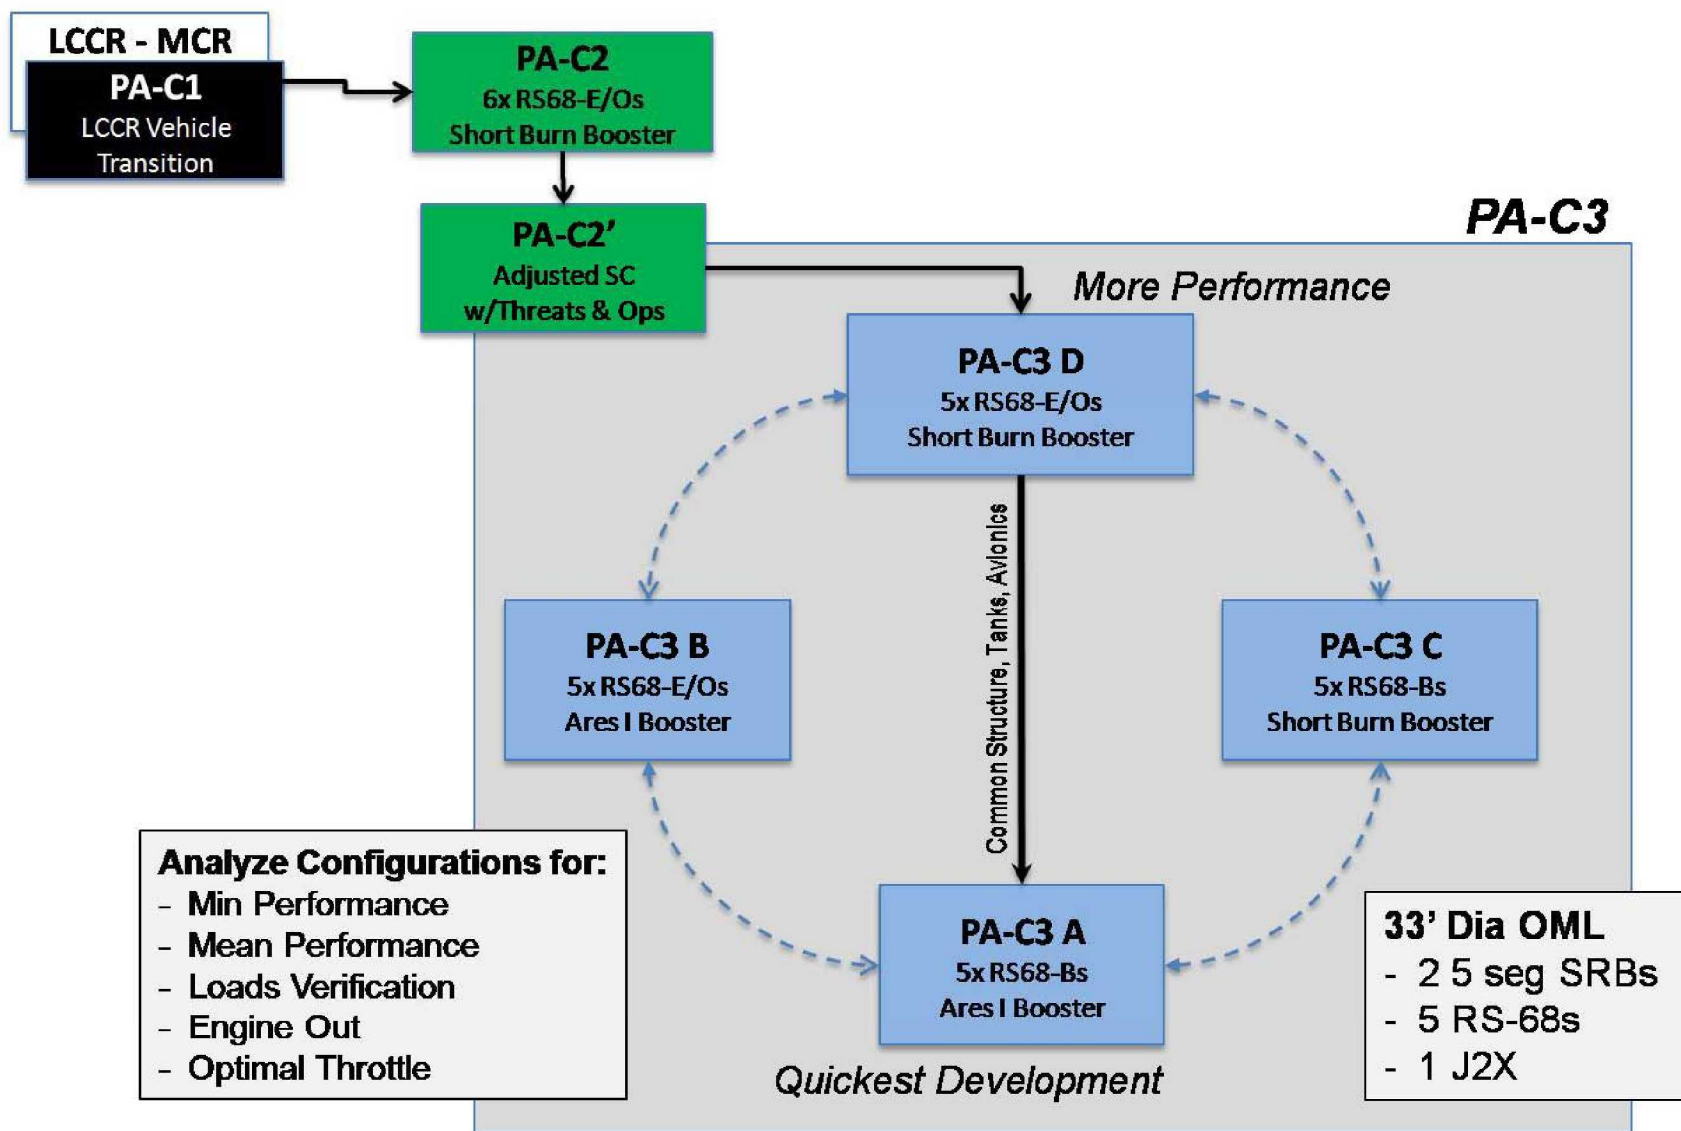 LCCR - MCR
PA-C1
LCCR Vehicle
Transition
PA-C2
6x RS68-E/Os
Short Burn Booster
PA-C2’
Adjusted SC
w/Threats & Ops
PA-C3
More Performance
PA-C3 D
5x RS68-E/Os
Short Burn Booster
Common Structure, Tanks, Avionics
PA-C3 B
5x RS68-E/Os
Ares I Booster
PA-C3 C
5x RS68-Bs
Short Burn Booster
Analyze Configurations for:
- Min Performance
- Mean Performance
- Loads Verification
- Engine Out
- Optimal Throttle
PA-C3 A
5x RS68-Bs
Ares I Booster
Quickest Development
33’ Dia OML
- 2 5 seg SRBs
- 5 RS-68s
- 1 J2X